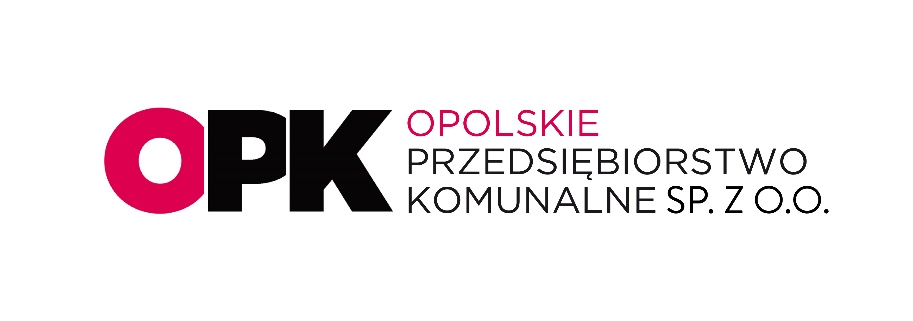 OPK
OPOLSKIE
PRZEDSIĘBIORSTWO
KOMUNALNE SP. Z O.O.